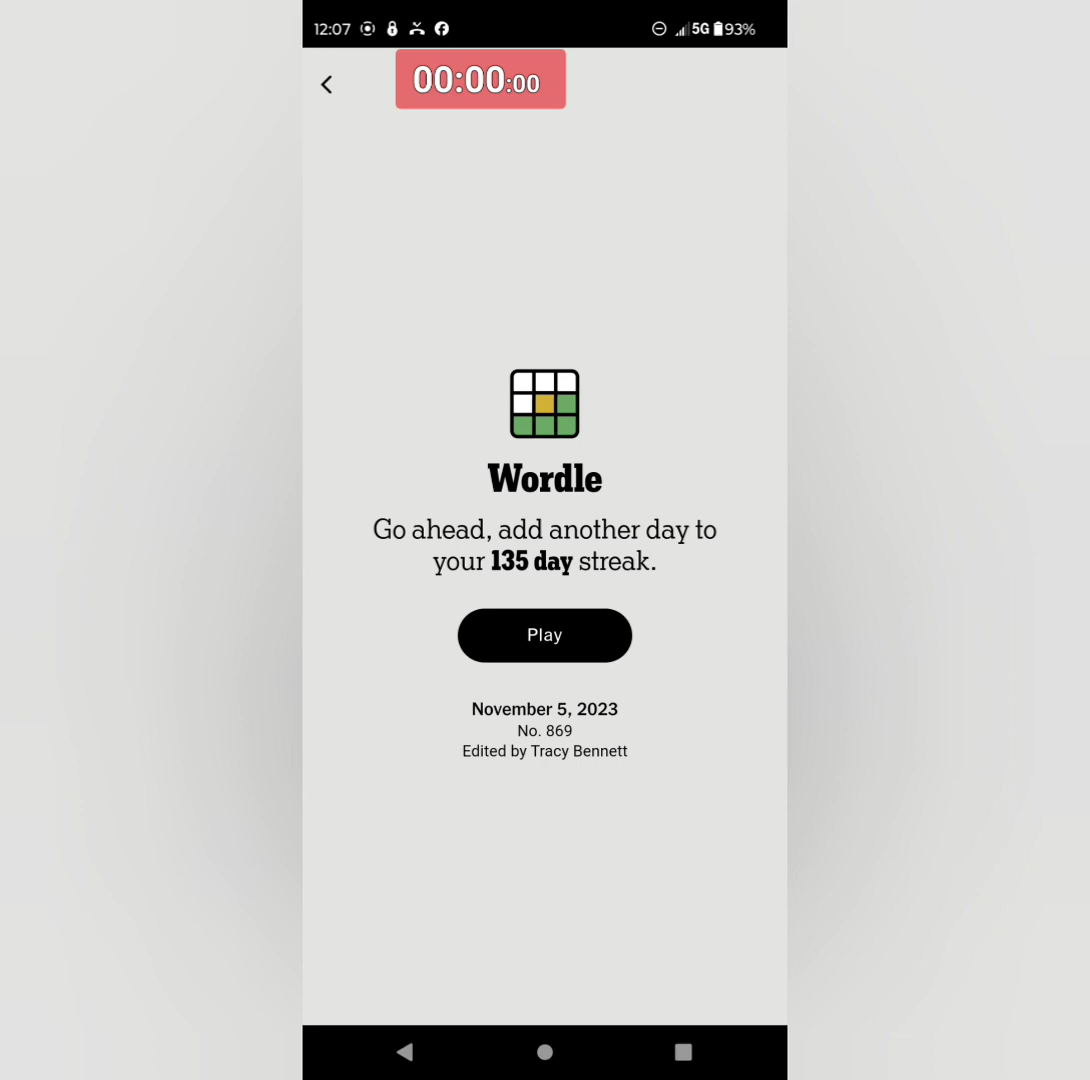 12:07 5G 93%
00:00:00
Wordle
Go ahead, add another day to
your 135 day streak.
Play
November 5, 2023
No. 869
Edited by Tracy Bennett